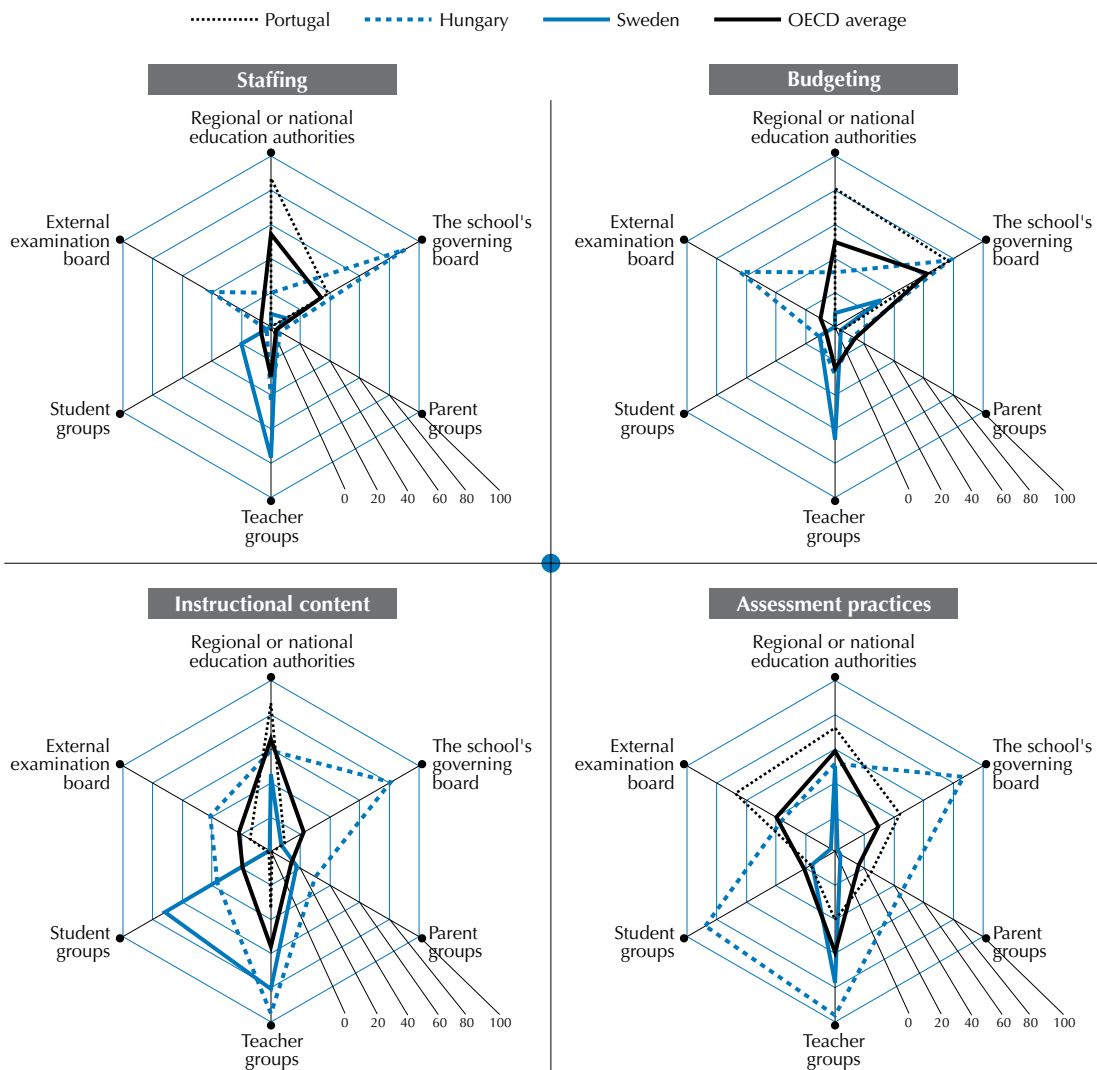 Portugal
Hungary
Sweden
OECD average
Staffing
Regional or national
education authorities
External
examination
board
The school's
governing
board
Student
groups
Parent
groups
Teacher
groups
0 20 40 60 80 100
Budgeting
Regional or national
education authorities
External
examination
board
The school's
governing
board
Student
groups
Parent
groups
Teacher
groups
0 20 40 60 80 100
Instructional content
Regional or national
education authorities
External
examination
board
The school's
governing
board
Student
groups
Parent
groups
Teacher
groups
0 20 40 60 80 100
Assessment practices
Regional or national
education authorities
External
examination
board
The school's
governing
board
Student
groups
Parent
groups
Teacher
groups
0 20 40 60 80 100